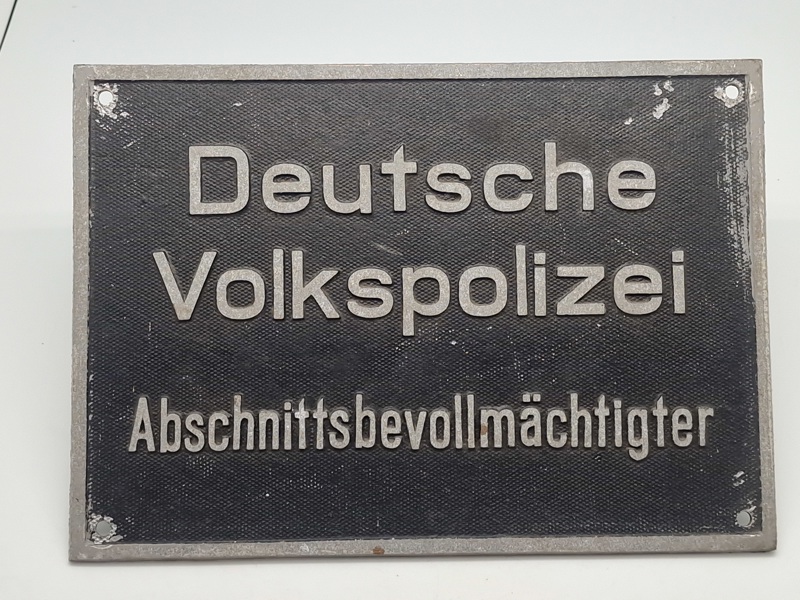 Deutsche
Volkspolizei
Abschnittsbevollmächtigter